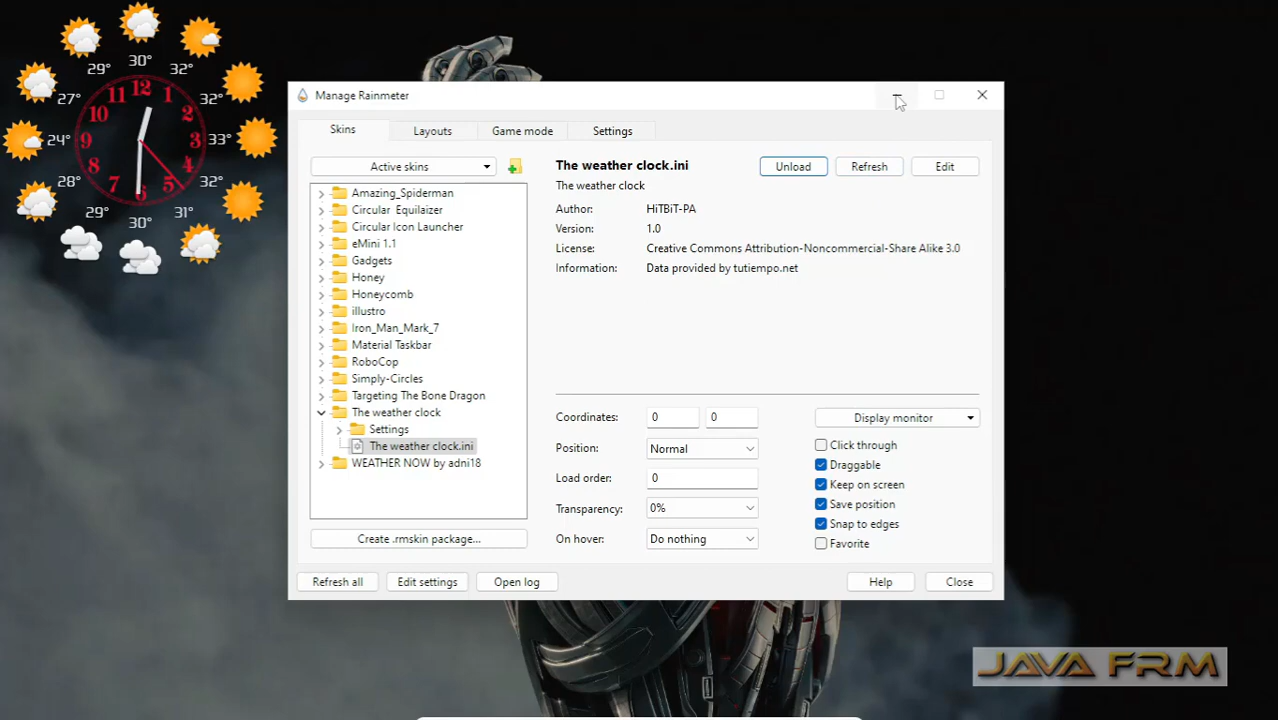 30°
29° 32°
27° 32°
24° 33°
28° 32°
29° 31°
30°
12
11 1
10 2
9 3
8 4
7 5
6
Manage Rainmeter
Skins Layouts Game mode Settings
Active skins
Amazing_Spiderman
Circular Equilaizer
Circular Icon Launcher
eMini 1.1
Gadgets
Honey
Honeycomb
illustro
Iron_Man_Mark_7
Material Taskbar
RoboCop
Simply-Circles
Targeting The Bone Dragon
The weather clock
Settings
The weather clock.ini
WEATHER NOW by adni18
Create .rmskin package...
The weather clock.ini Unload Refresh Edit
The weather clock
Author: HiTBiT-PA
Version: 1.0
License: Creative Commons Attribution-Noncommercial-Share Alike 3.0
Information: Data provided by tutiempo.net
Coordinates: 0 0
Position: Normal
Load order: 0
Transparency: 0%
On hover: Do nothing
Display monitor
Click through
Draggable
Keep on screen
Save position
Snap to edges
Favorite
Refresh all Edit settings Open log Help Close
JAVA FRM